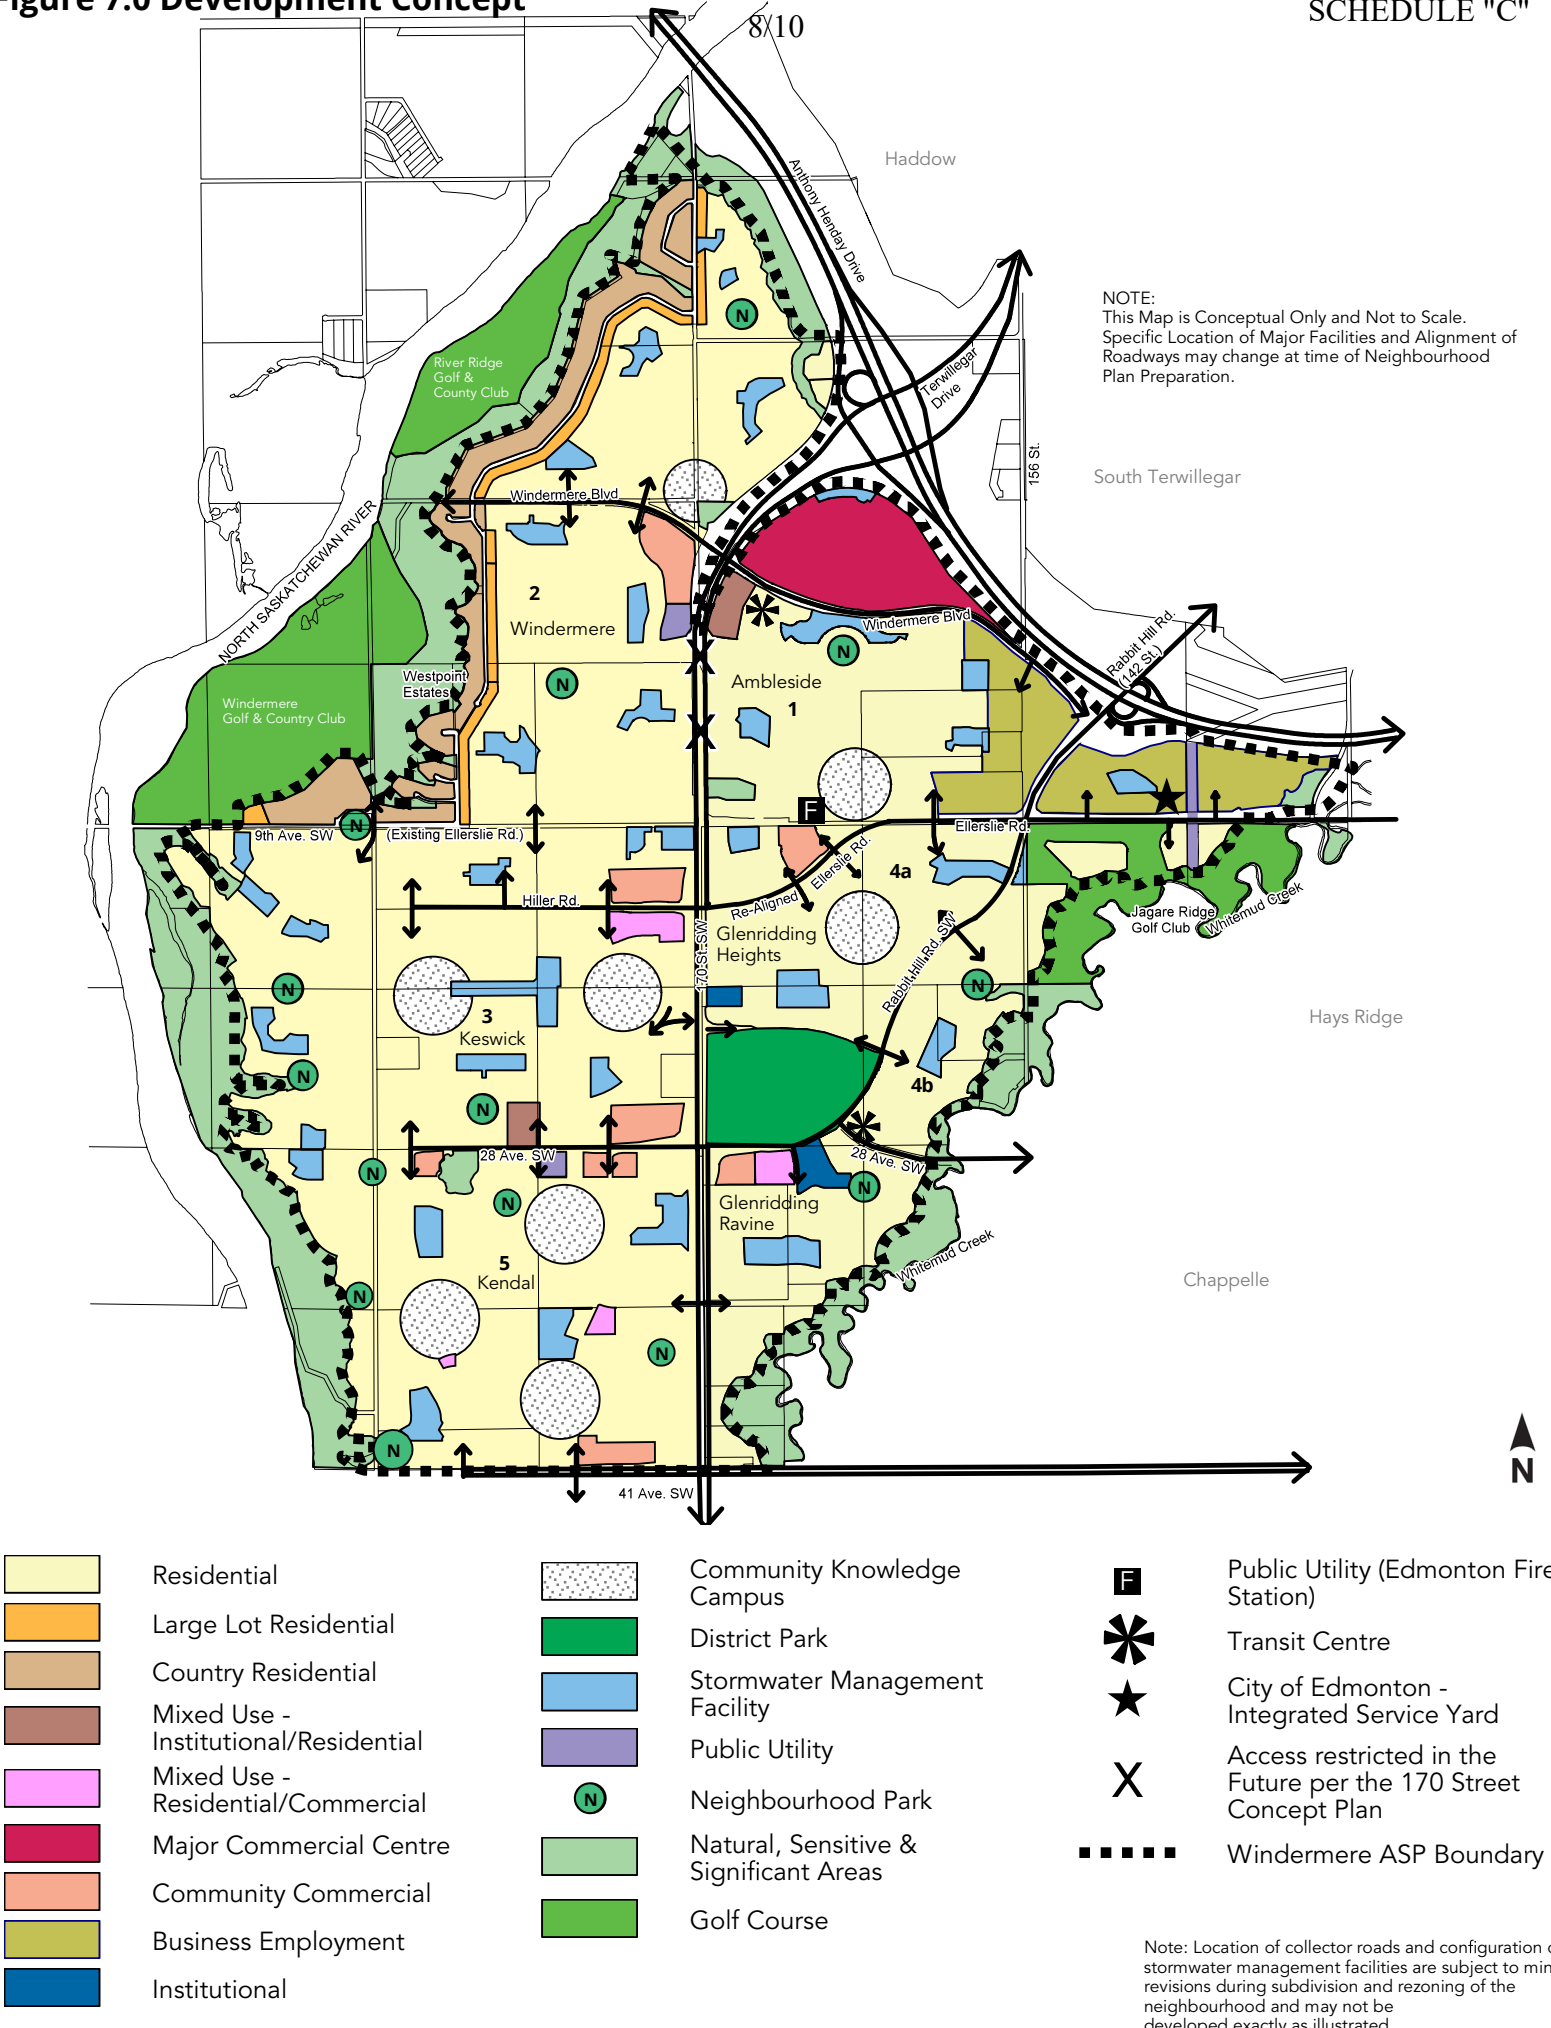 Figure 7.0 Development Concept
8/10
SCHEDULE "C"
Haddow
Anthony Henday Drive
NOTE:
This Map is Conceptual Only and Not to Scale.
Specific Location of Major Facilities and Alignment of
Roadways may change at time of Neighbourhood
Plan Preparation.
N
River Ridge
Golf &
County Club
Terwillegar
Drive
156 St.
South Terwillegar
Windermere Blvd
NORTH SASKATCHEWAN RIVER
2
Windermere
Windermere Blvd
N
Rabbit Hill Rd.
(142 St.)
Westpoint
Estates
N
X
Ambleside
1
Windermere
Golf & Country Club
X
F
N
9th Ave. SW
(Existing Ellerslie Rd.)
Ellerslie Rd.
Re-Aligned
Ellerslie Rd.
4a
Hiller Rd.
Jagare Ridge
Golf Club
Whitemud Creek
Glenridding
Heights
170 St. SW
Rabbit Hill Rd. SW
N
N
3
Keswick
Hays Ridge
N
4b
N
28 Ave. SW
28 Ave. SW
N
N
N
Glenridding
Ravine
Whitemud Creek
5
Kendal
Chappelle
N
N
N
41 Ave. SW
N
Residential
Large Lot Residential
Country Residential
Mixed Use -
Institutional/Residential
Mixed Use -
Residential/Commercial
Major Commercial Centre
Community Commercial
Business Employment
Institutional
Community Knowledge
Campus
District Park
Stormwater Management
Facility
Public Utility
N
Neighbourhood Park
Natural, Sensitive &
Significant Areas
Golf Course
F
Public Utility (Edmonton Fire
Station)
Transit Centre
City of Edmonton -
Integrated Service Yard
X
Access restricted in the
Future per the 170 Street
Concept Plan
Windermere ASP Boundary
Note: Location of collector roads and configuration
stormwater management facilities are subject to
revisions during subdivision and rezoning of the
neighbourhood and may not be
developed exactly as illustrated